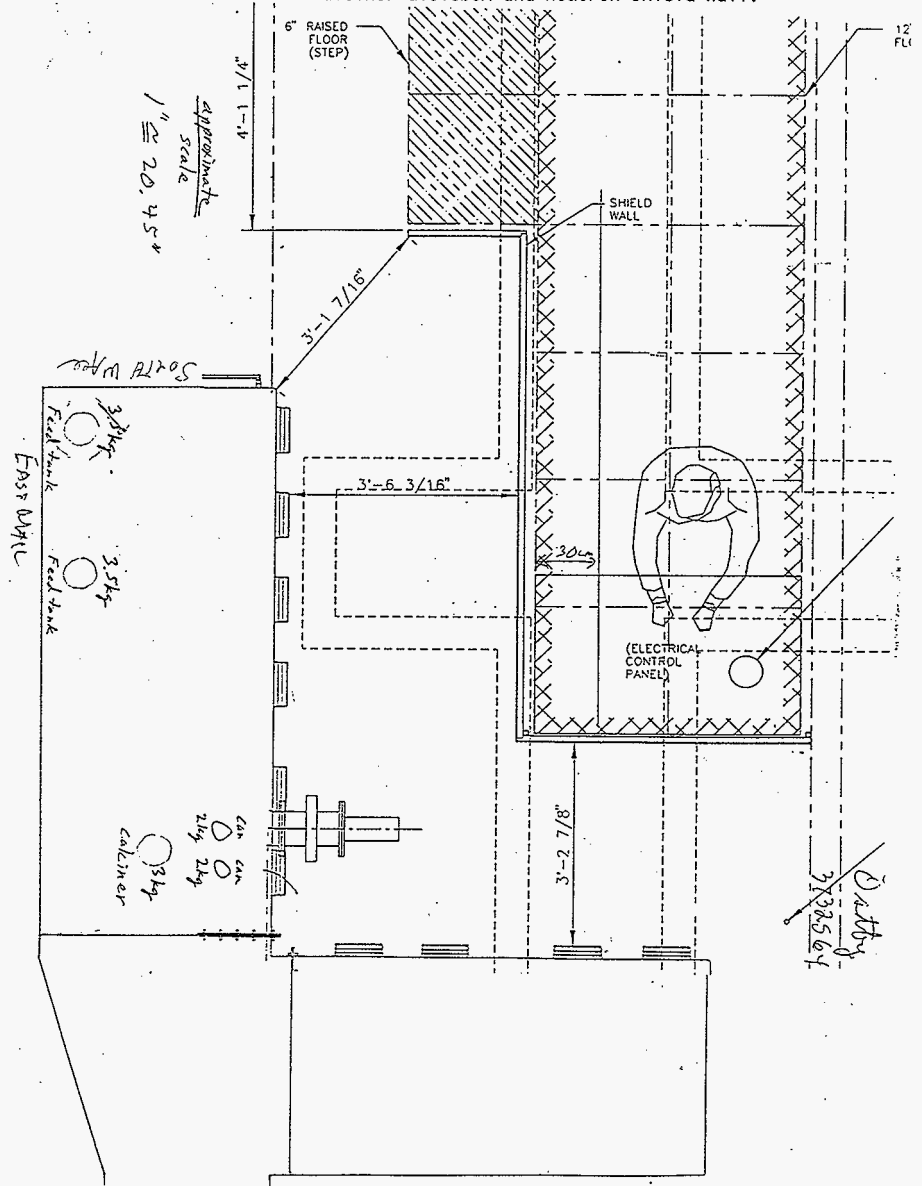 6" RAISED
FLOOR
(STEP)
12'
4'-1 1/4"
approximate
scale
1" ≅ 20.45"
SHIELD
WALL
3'-1 7/16"
SOUTH WALL
3.5kg
Feed tank
3'-6 3/16"
EAST WALL
3.5kg
Feed tank
30cm
(ELECTRICAL
CONTROL
PANEL)
can
2kg
can
2kg
3kg
calciner
3'-2 7/8"
3732564